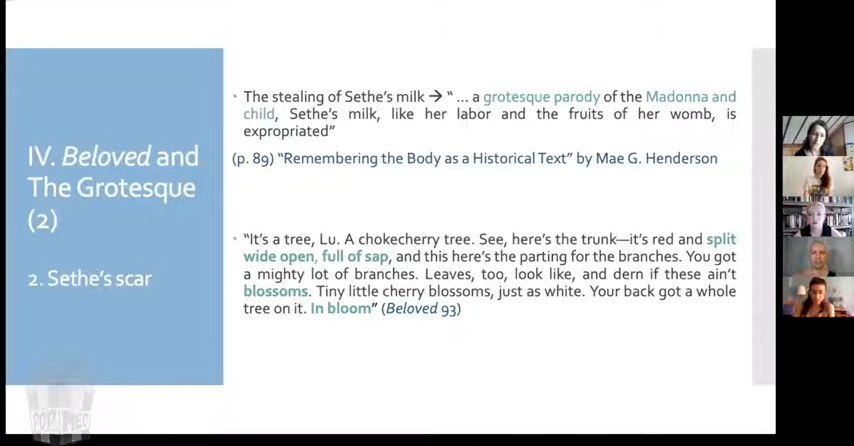 IV. Beloved and
The Grotesque
(2)
2. Sethe's scar
The stealing of Sethe's milk → " ... a grotesque parody of the Madonna and
child, Sethe's milk, like her labor and the fruits of her womb, is
expropriated"
(p. 89) "Remembering the Body as a Historical Text" by Mae G. Henderson
"It's a tree, Lu. A chokecherry tree. See, here's the trunk—it's red and split
wide open, full of sap, and this here's the parting for the branches. You got
a mighty lot of branches. Leaves, too, look like, and dern if these ain't
blossoms. Tiny little cherry blossoms, just as white. Your back got a whole
tree on it. In bloom" (Beloved 93)
POP MEC